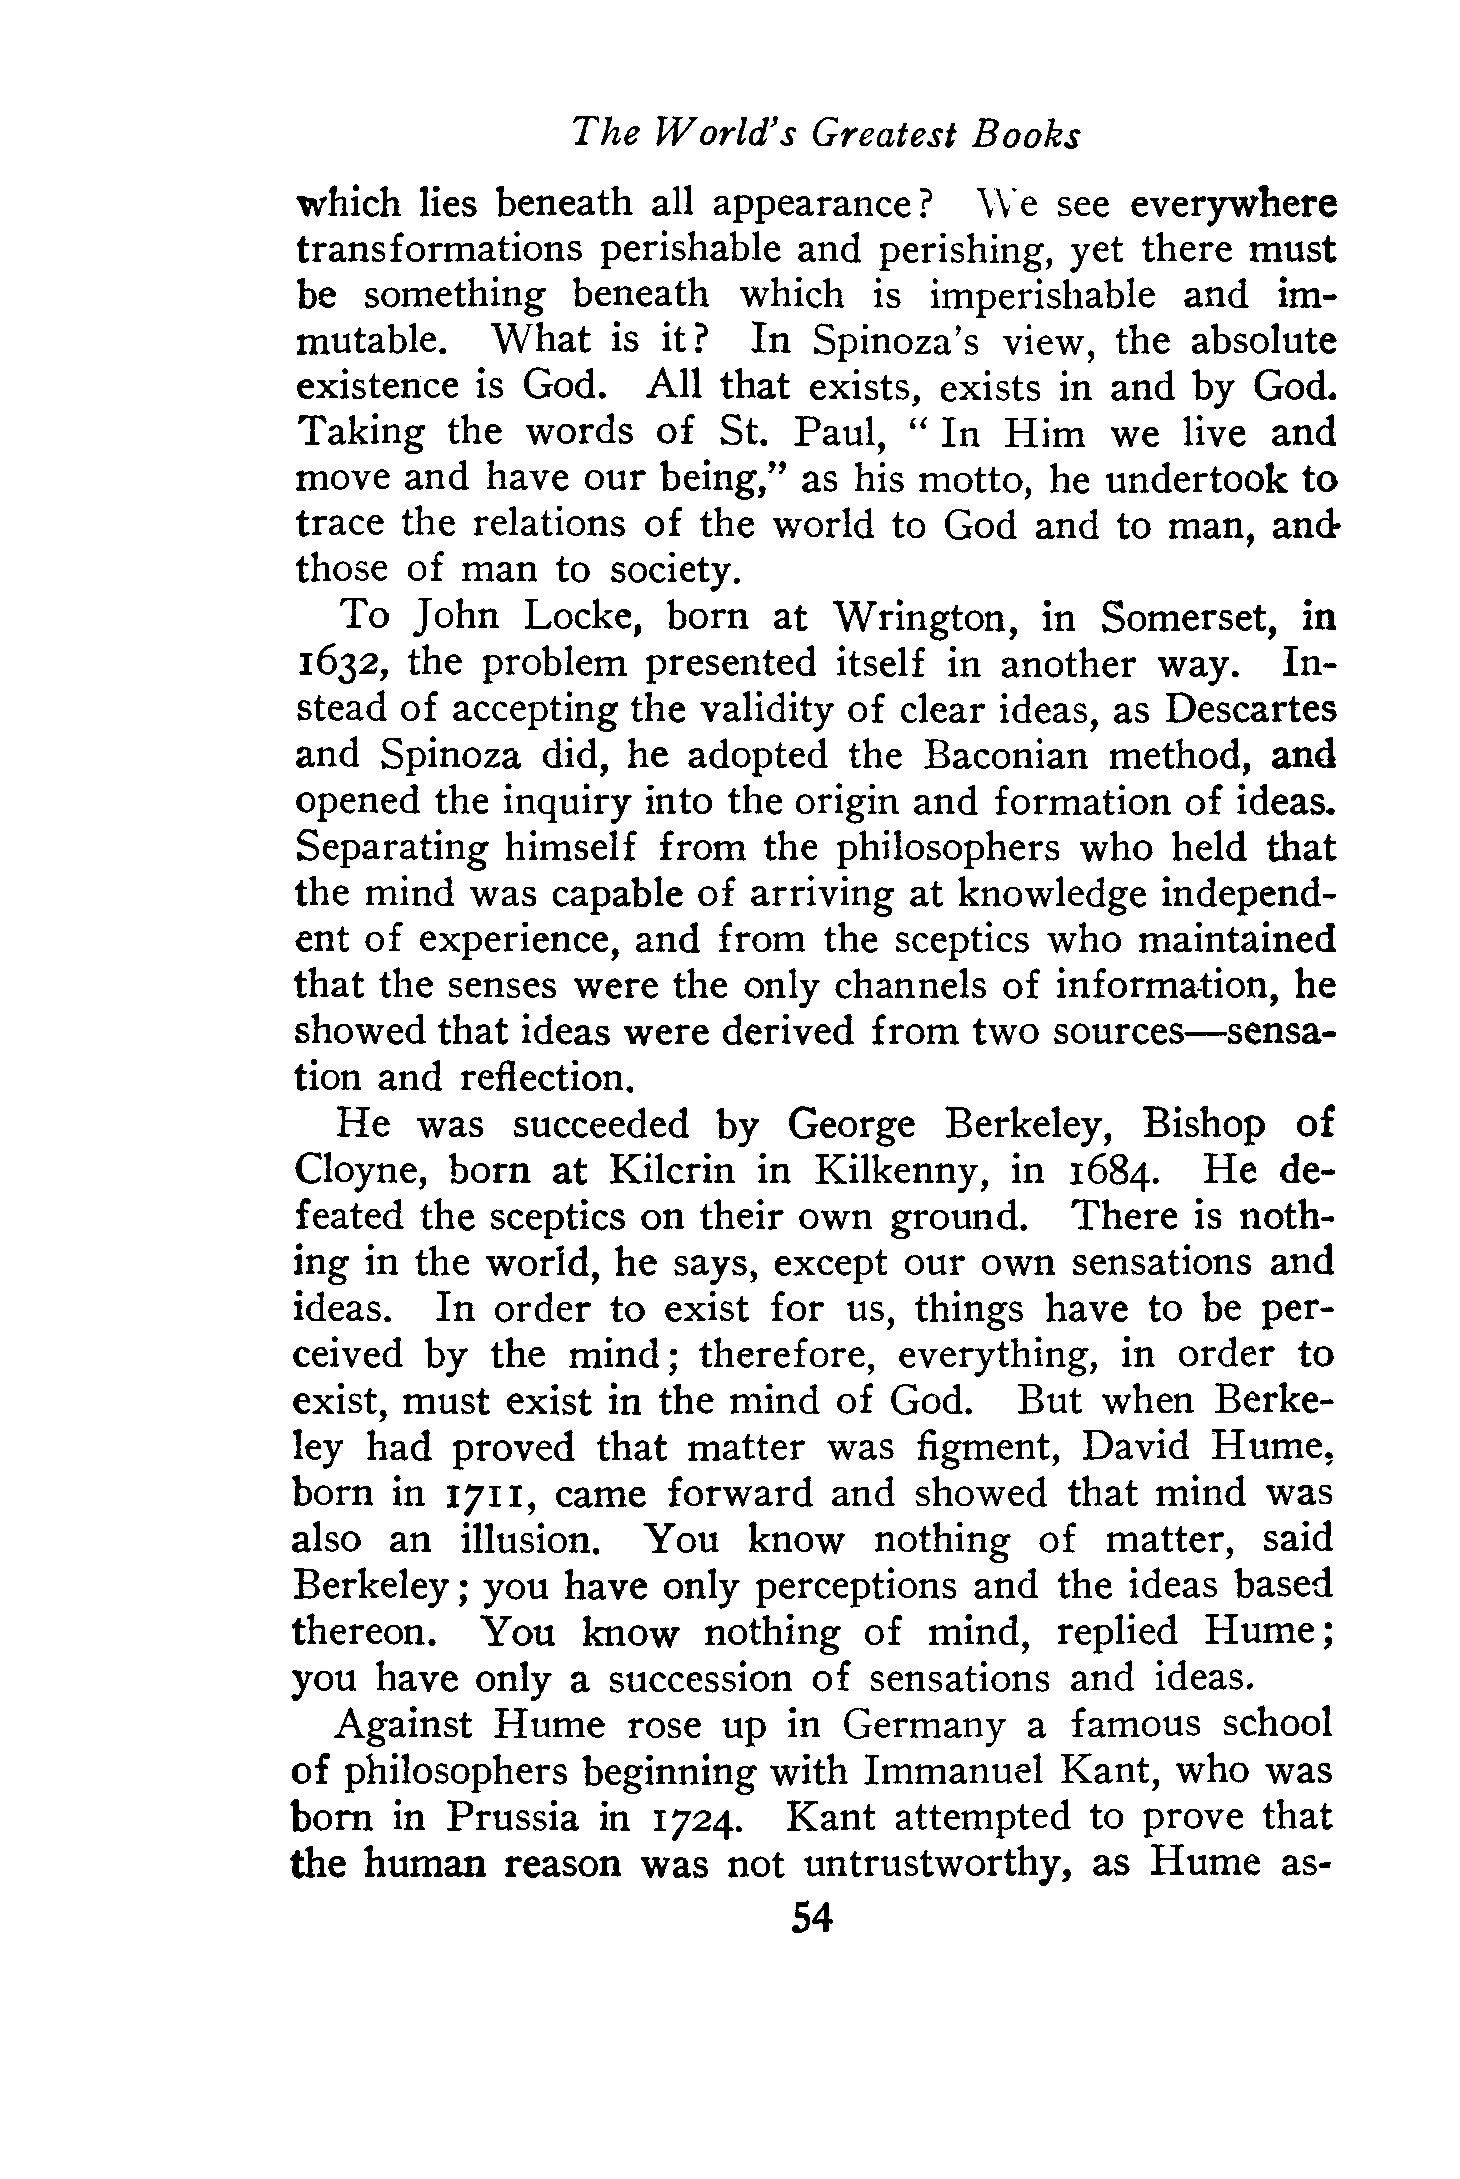 The World's Greatest Books
which lies beneath all appearance? We see everywhere
transformations perishable and perishing, yet there must
be something beneath which is imperishable and im-
mutable. What is it? In Spinoza's view, the absolute
existence is God. All that exists, exists in and by God.
Taking the words of St. Paul, " In Him we live and
move and have our being," as his motto, he undertook to
trace the relations of the world to God and to man, and
those of man to society.
To John Locke, born at Wrington, in Somerset, in
1632, the problem presented itself in another way. In-
stead of accepting the validity of clear ideas, as Descartes
and Spinoza did, he adopted the Baconian method, and
opened the inquiry into the origin and formation of ideas.
Separating himself from the philosophers who held that
the mind was capable of arriving at knowledge independ-
ent of experience, and from the sceptics who maintained
that the senses were the only channels of information, he
showed that ideas were derived from two sources—sensa-
tion and reflection.
He was succeeded by George Berkeley, Bishop of
Cloyne, born at Kilcrin in Kilkenny, in 1684. He de-
feated the sceptics on their own ground. There is noth-
ing in the world, he says, except our own sensations and
ideas. In order to exist for us, things have to be per-
ceived by the mind; therefore, everything, in order to
exist, must exist in the mind of God. But when Berke-
ley had proved that matter was figment, David Hume,
born in 1711, came forward and showed that mind was
also an illusion. You know nothing of matter, said
Berkeley; you have only perceptions and the ideas based
thereon. You know nothing of mind, replied Hume;
you have only a succession of sensations and ideas.
Against Hume rose up in Germany a famous school
of philosophers beginning with Immanuel Kant, who was
born in Prussia in 1724. Kant attempted to prove that
the human reason was not untrustworthy, as Hume as-
54